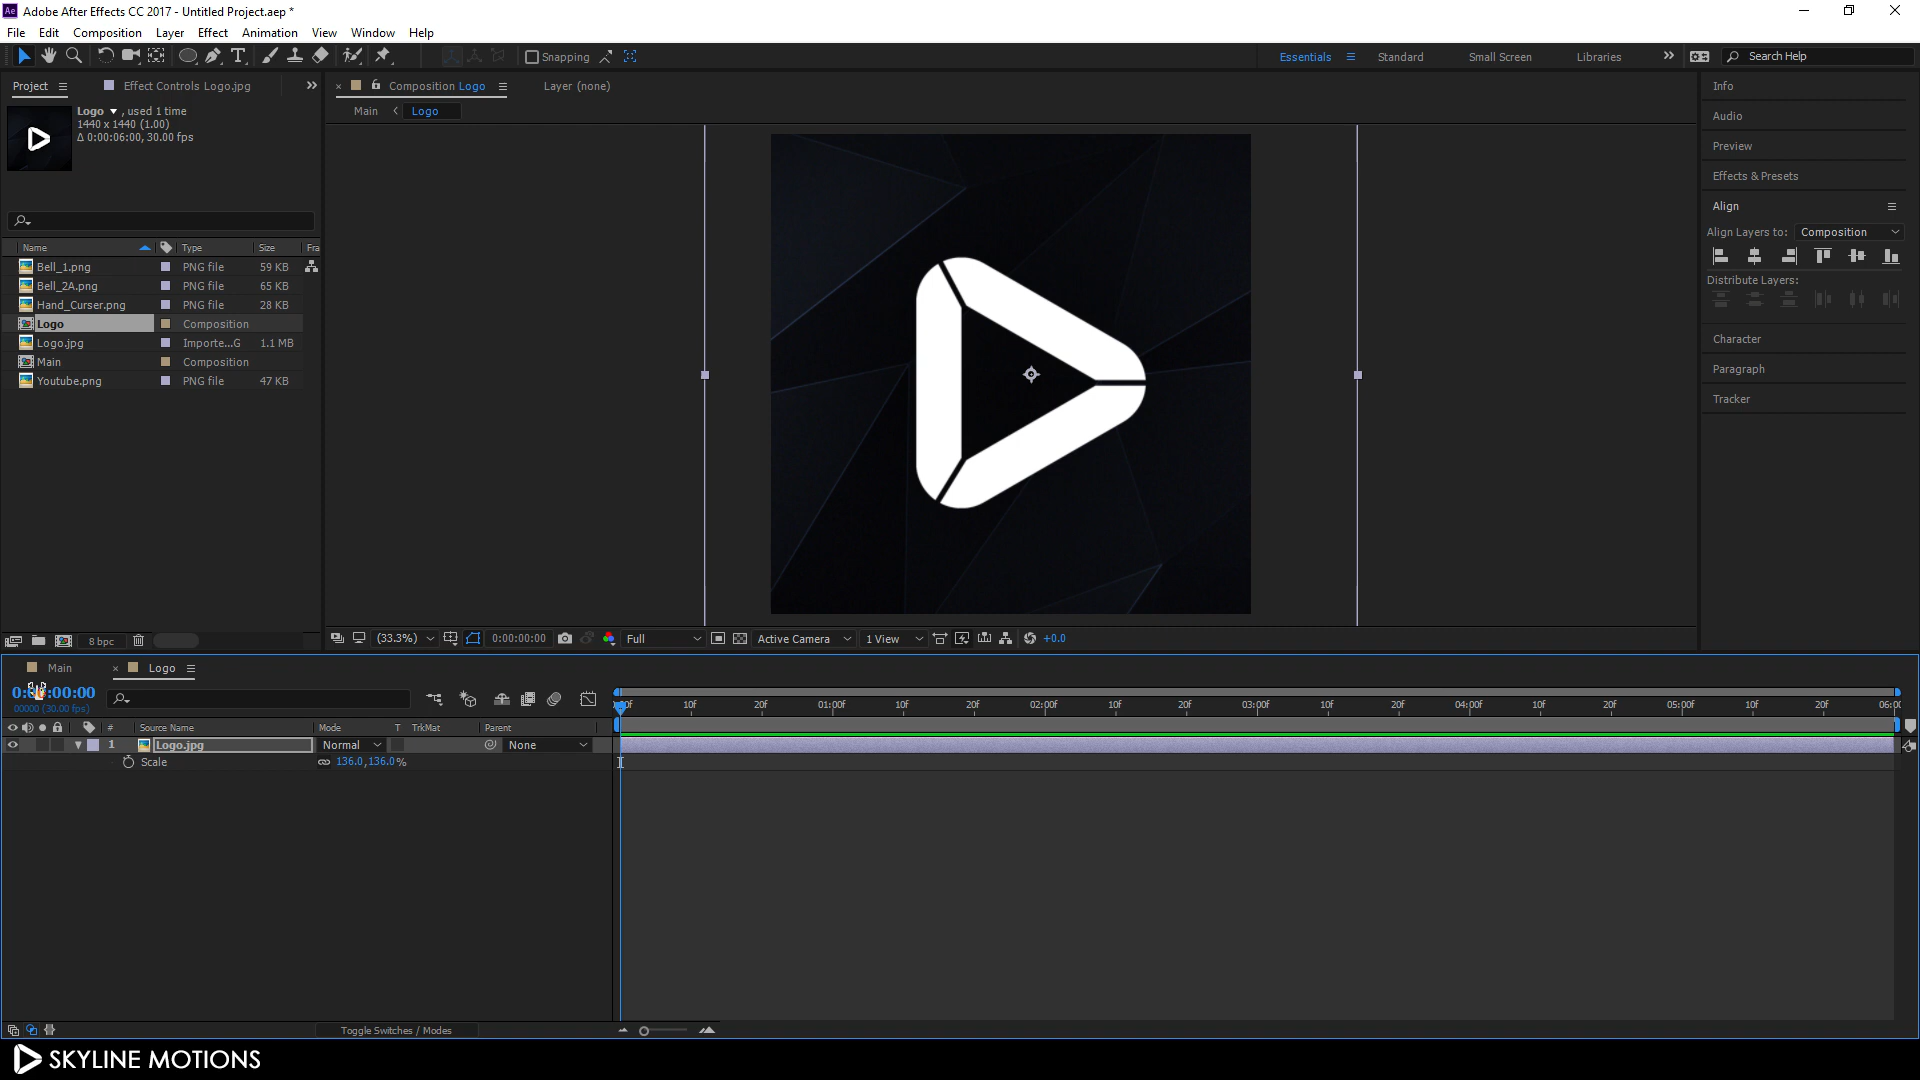 Adobe After Effects CC 2017 - Untitled Project.aep *
File Edit Composition Layer Effect Animation View Window Help
Snapping
Essentials Standard Small Screen Libraries Search Help
Project Effect Controls Logo.jpg
Logo , used 1 time
1440 x 1440 (1.00)
Δ 0:00:06:00, 30.00 fps
Composition Logo Layer (none)
Main Logo
Name Type Size Fra
Bell_1.png PNG file 59 KB
Bell_2A.png PNG file 65 KB
Hand_Curser.png PNG file 28 KB
Logo Composition
Logo.jpg Importe...G 1.1 MB
Main Composition
Youtube.png PNG file 47 KB
8 bpc
(33.3%) 0:00:00:00 Full Active Camera 1 View +0.0
Info
Audio
Preview
Effects & Presets
Align
Align Layers to: Composition
Distribute Layers:
Character
Paragraph
Tracker
Main Logo
0:00:00:00
00000 (30.00 fps)
10f 20f 01:00f 10f 20f 02:00f 10f 20f 03:00f 10f 20f 04:00f 10f 20f 05:00f 10f 20f
# Source Name Mode T TrkMat Parent
1 Logo.jpg Normal None
Scale 136.0,136.0%
Toggle Switches / Modes
SKYLINE MOTIONS